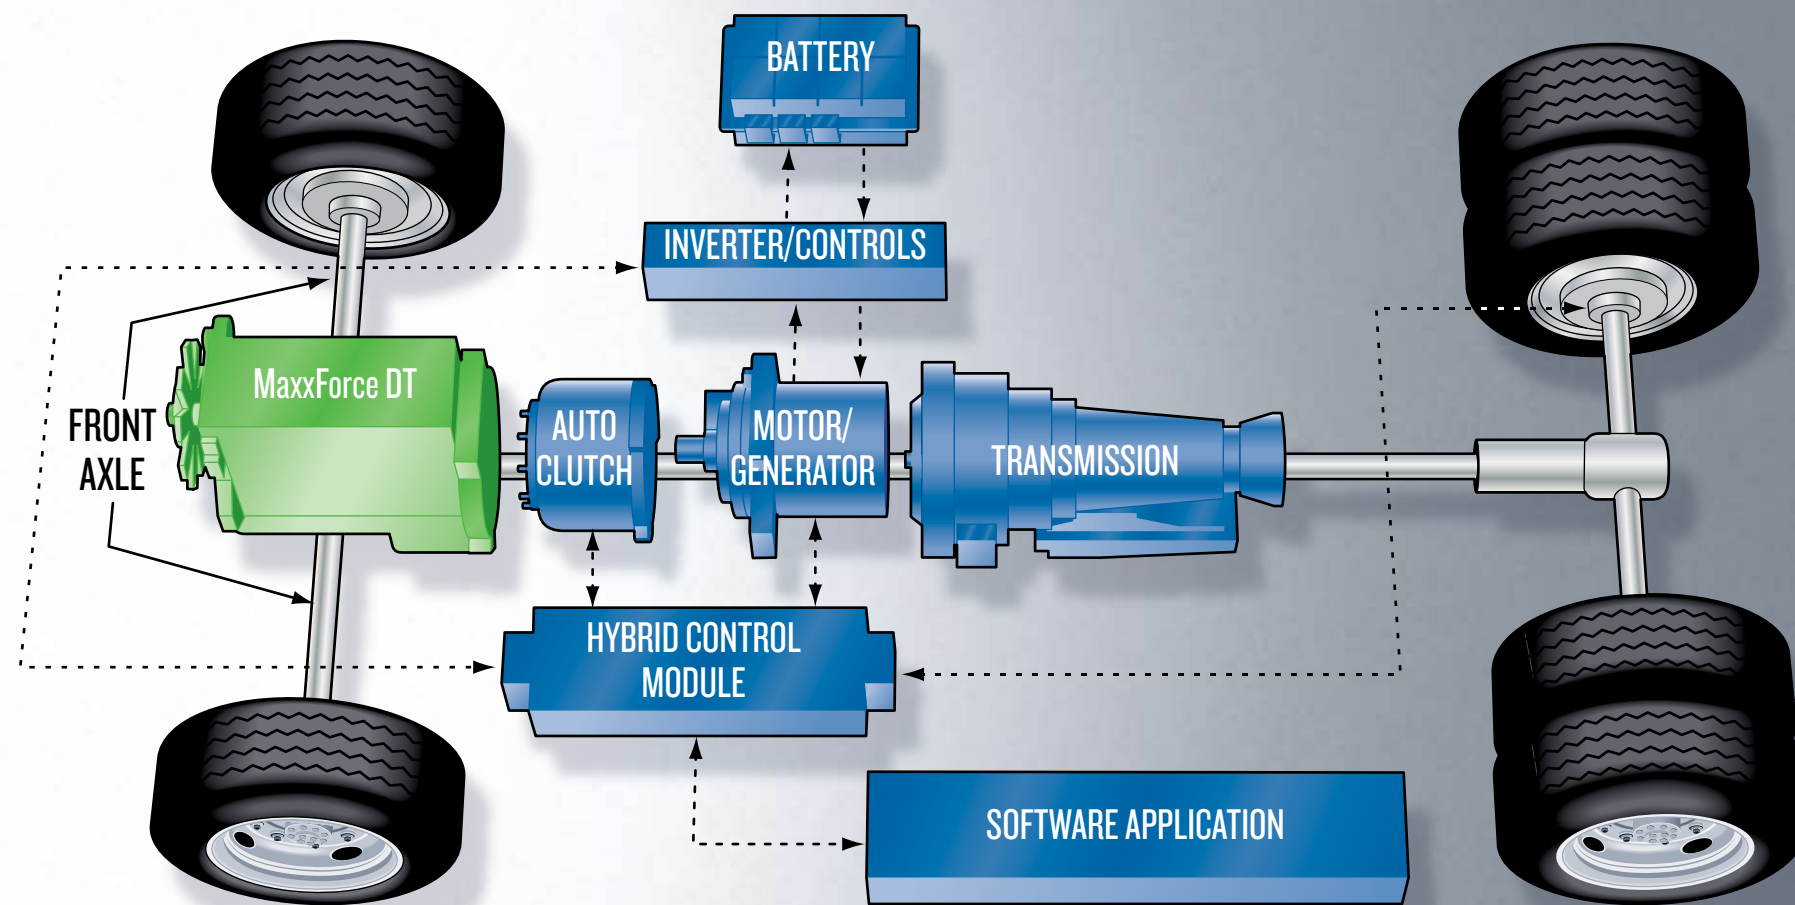 BATTERY
INVERTER/CONTROLS
MaxxForce DT
FRONT
AXLE
AUTO
CLUTCH
MOTOR/
GENERATOR
TRANSMISSION
HYBRID CONTROL
MODULE
SOFTWARE APPLICATION